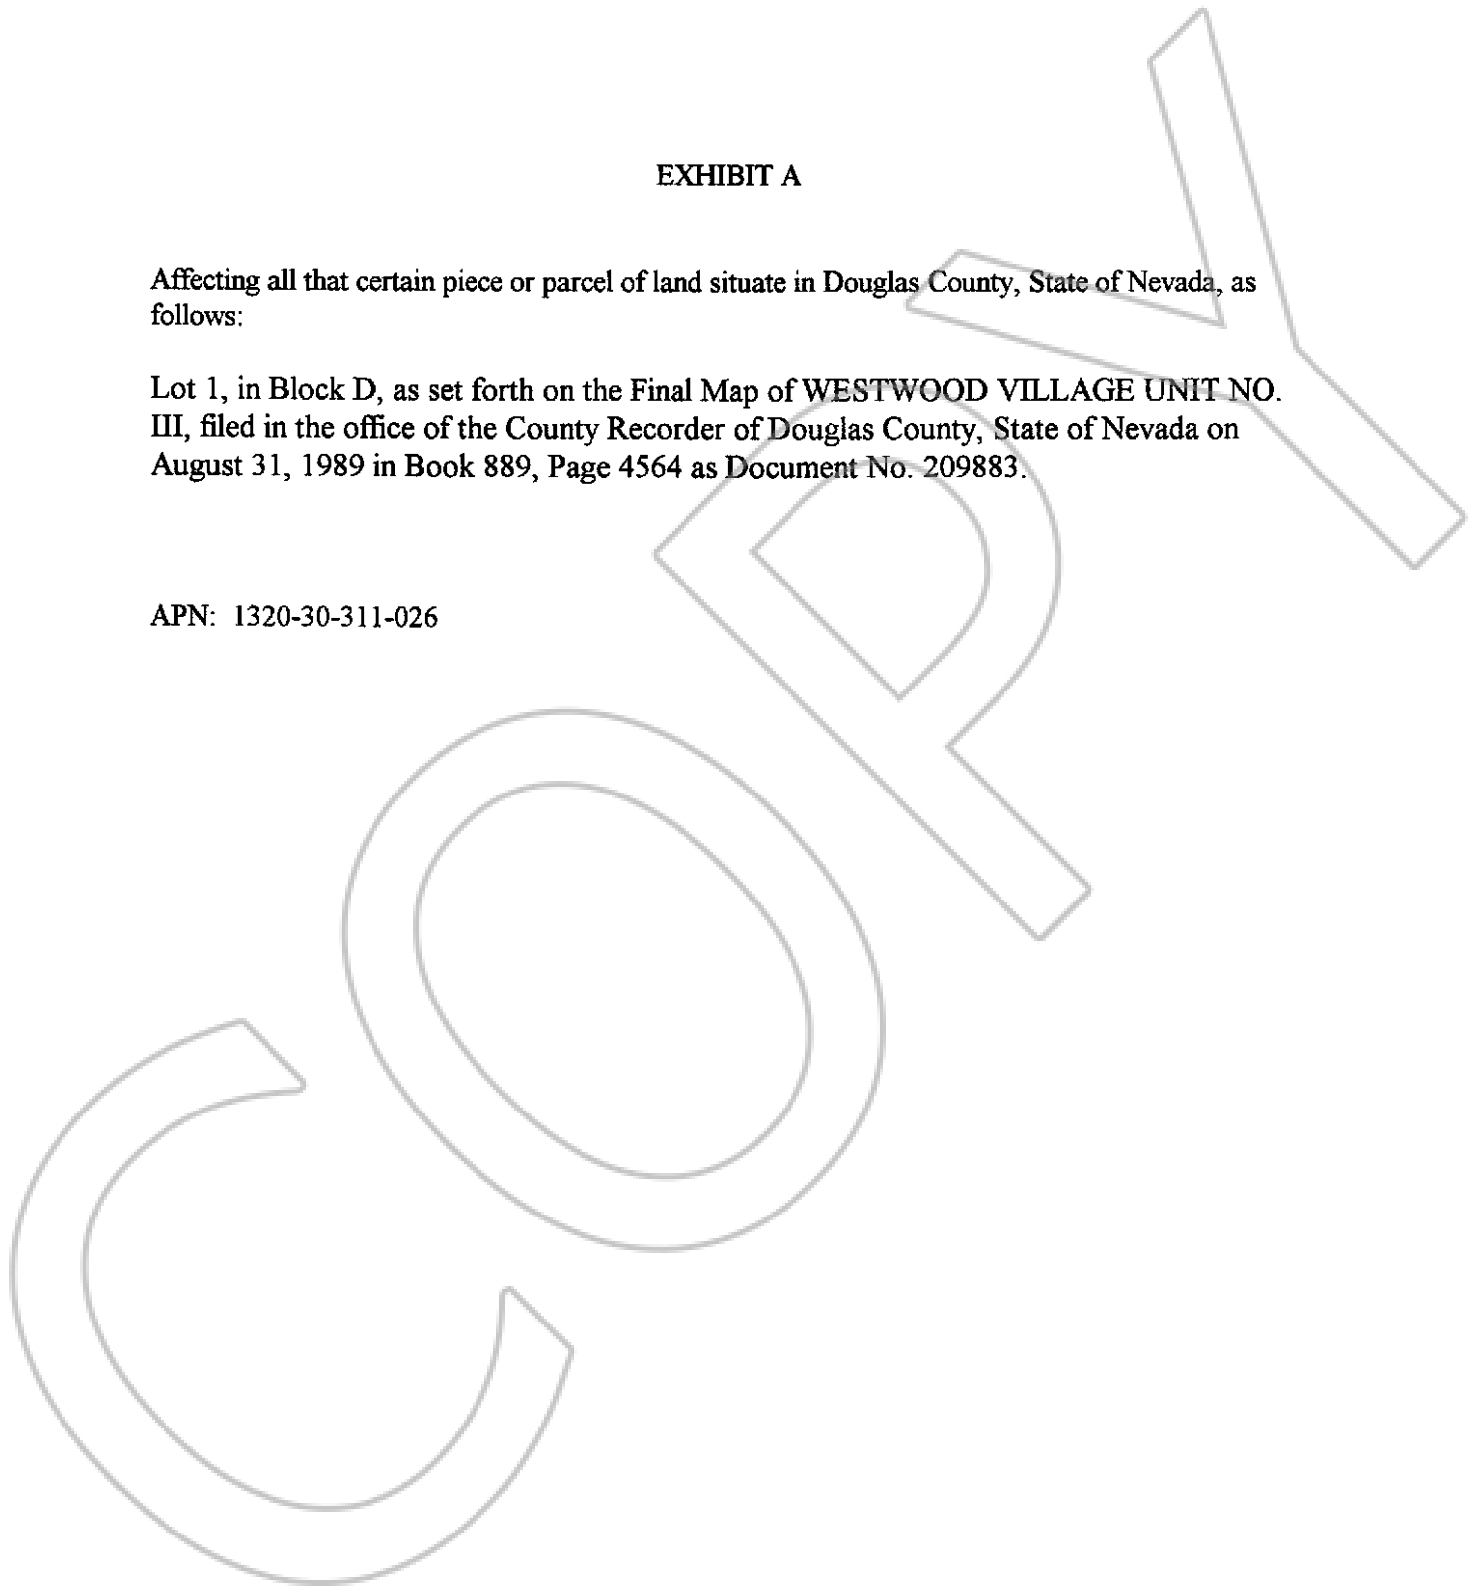 EXHIBIT A
Affecting all that certain piece or parcel of land situate in Douglas County, State of Nevada, as
follows:
Lot 1, in Block D, as set forth on the Final Map of WESTWOOD VILLAGE UNIT NO.
III, filed in the office of the County Recorder of Douglas County, State of Nevada on
August 31, 1989 in Book 889, Page 4564 as Document No. 209883.
APN: 1320-30-311-026
COPY